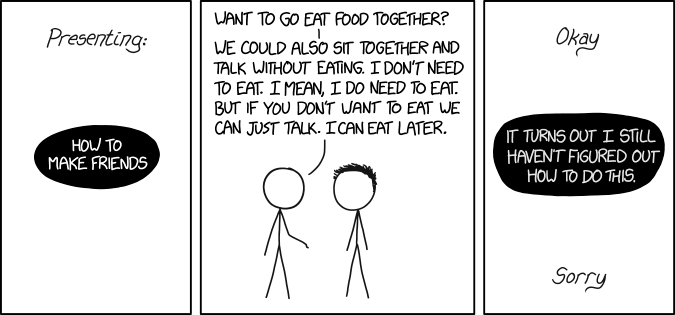 Presenting:
HOW TO
MAKE FRIENDS
WANT TO GO EAT FOOD TOGETHER?
WE COULD ALSO SIT TOGETHER AND
TALK WITHOUT EATING. I DON'T NEED
TO EAT. I MEAN, I DO NEED TO EAT.
BUT IF YOU DON'T WANT TO EAT WE
CAN JUST TALK. I CAN EAT LATER.
Okay
IT TURNS OUT I STILL
HAVEN'T FIGURED OUT
HOW TO DO THIS.
Sorry